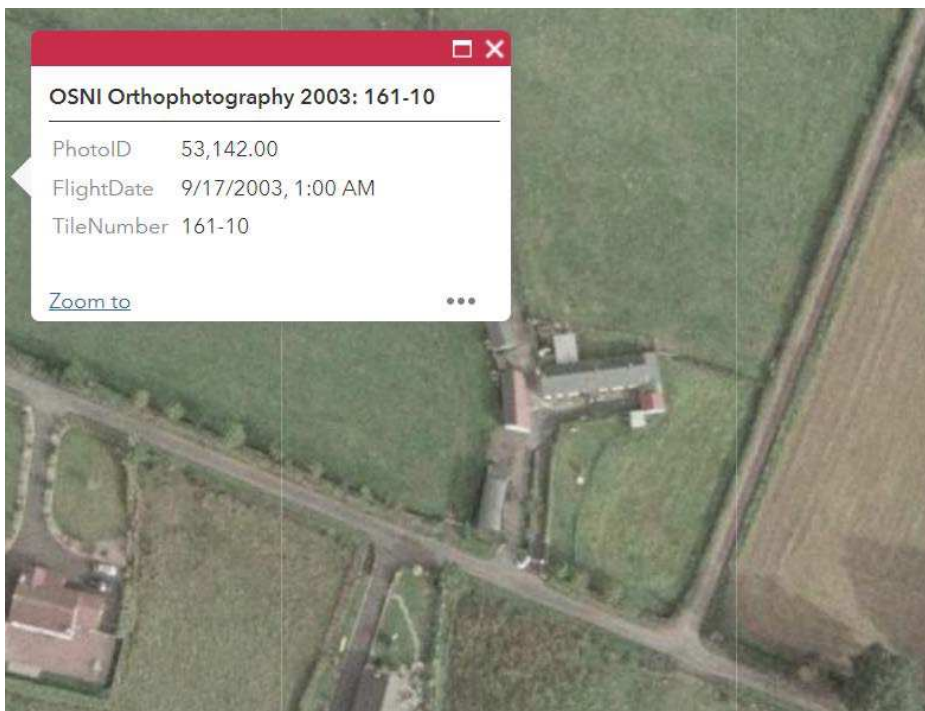 OSNI Orthophotography 2003: 161-10
PhotoID 53,142.00
FlightDate 9/17/2003, 1:00 AM
TileNumber 161-10
Zoom to